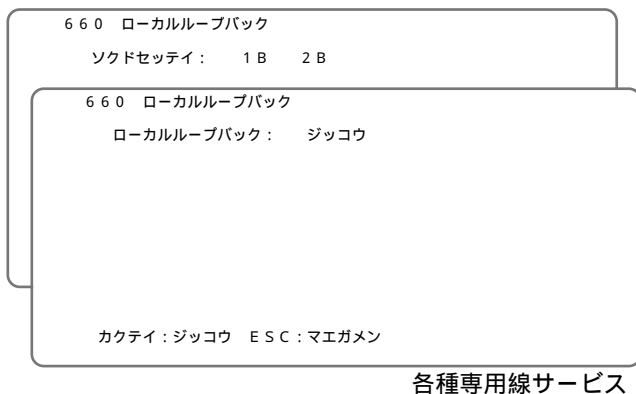 ６６０　ローカルループバック
ソクドセッテイ：　１Ｂ　２Ｂ
６６０　ローカルループバック
ローカルループバック：　ジッコウ
カクテイ：ジッコウ　ＥＳＣ：マエガメン
各種専用線サービス